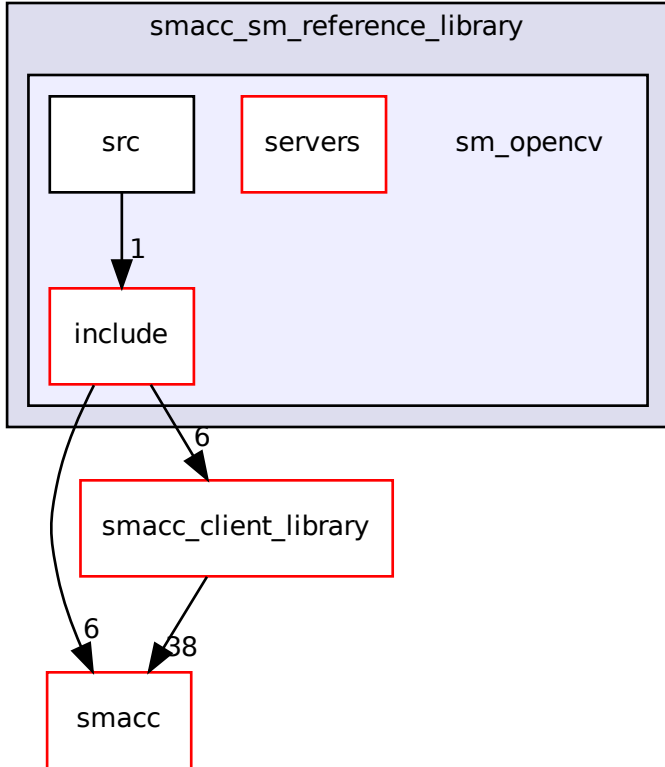 smacc_sm_reference_library
src
servers
sm_opencv
1
include
6
smacc_client_library
6
38
smacc